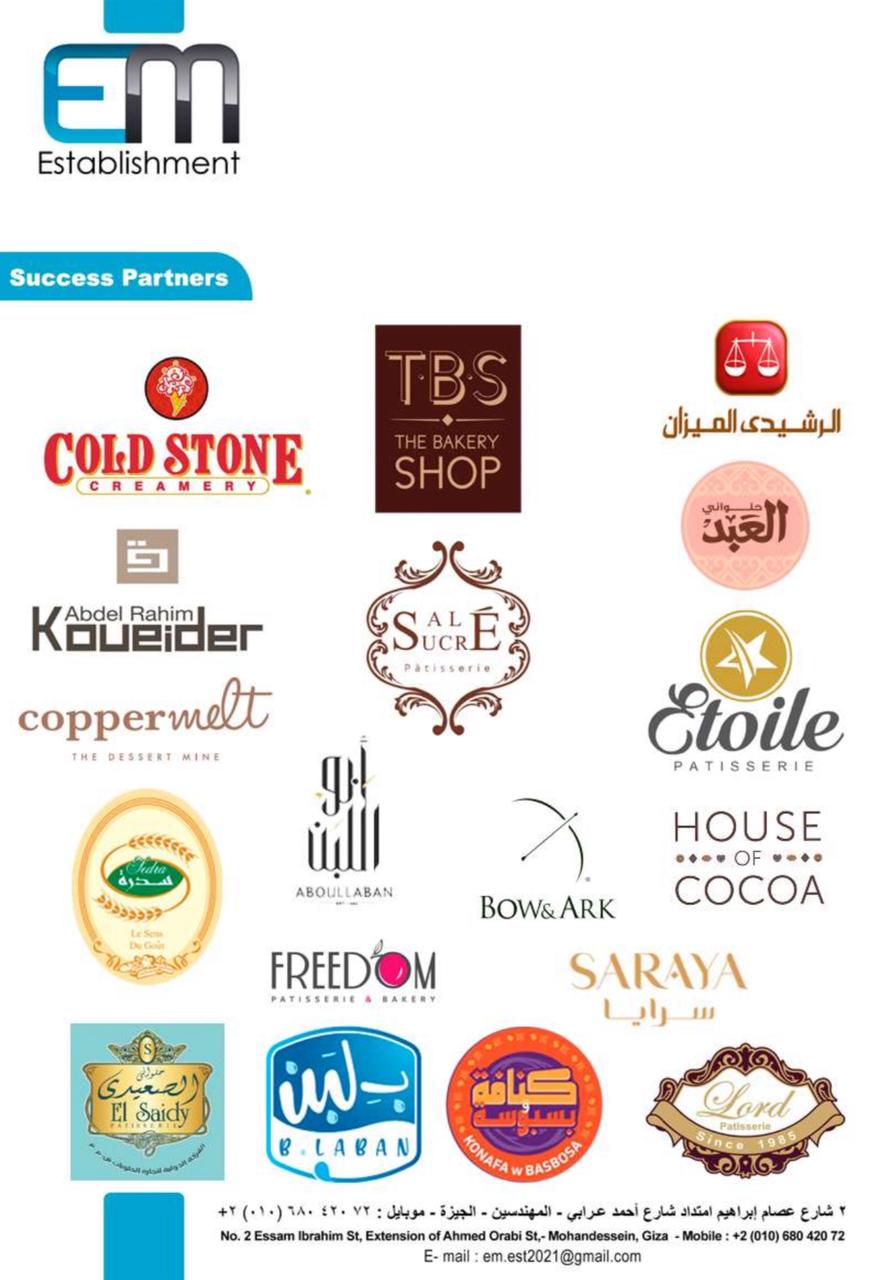 Em
Establishment
Success Partners
COLD STONE
CREAMERY
T·B·S
THE BAKERY
SHOP
الرشيدى الميزان
حلواني
العبد
Abdel Rahim
Koueider
SALÉ
SUCRÉ
Pâtisserie
coppermelt
THE DESSERT MINE
Etoile
PATISSERIE
Sedra
سدرة
Le Sens
Du Goût
أبو
اللبن
ABOULLABAN
BOW & ARK
HOUSE
OF
COCOA
FREEDOM
PATISSERIE & BAKERY
SARAYA
سرايا
S
حلواني
الصعيدى
El Saidy
PATISSERIE
ب لبن
B.LABAN
كنافة
و
بسبوسة
KONAFA w BASBOSA
Lord
Patisserie
Since 1985
٢ شارع عصام إبراهيم امتداد شارع أحمد عرابي - المهندسين - الجيزة - موبايل : ٧٢ ٤٢٠ ٦٨٠ (٠١٠) ٢+
No. 2 Essam Ibrahim St, Extension of Ahmed Orabi St,- Mohandessein, Giza - Mobile : +2 (010) 680 420 72
E- mail : em.est2021@gmail.com